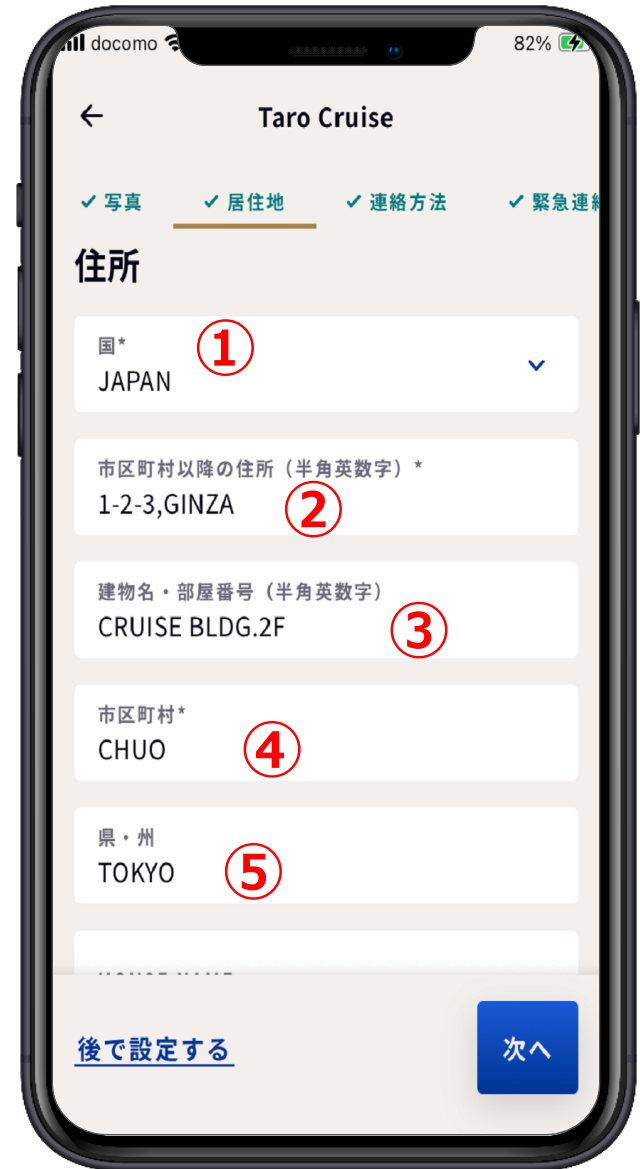 docomo 82%
Taro Cruise
写真 居住地 連絡方法 緊急連
住所
国*
①
JAPAN
市区町村以降の住所（半角英数字）*
1-2-3,GINZA
②
建物名・部屋番号（半角英数字）
CRUISE BLDG.2F
③
市区町村*
CHUO
④
県・州
TOKYO
⑤
後で設定する
次へ